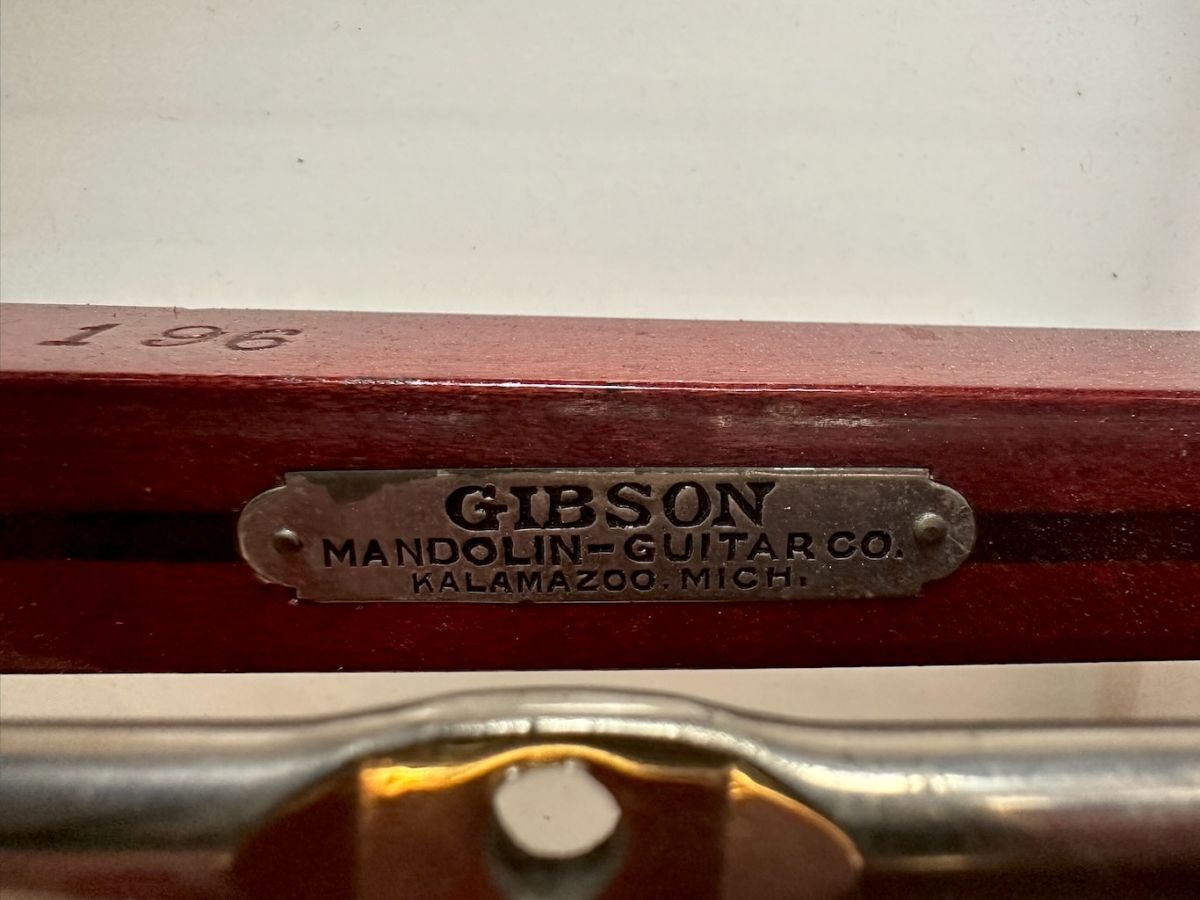 196
GIBSON
MANDOLIN-GUITAR CO.
KALAMAZOO. MICH.